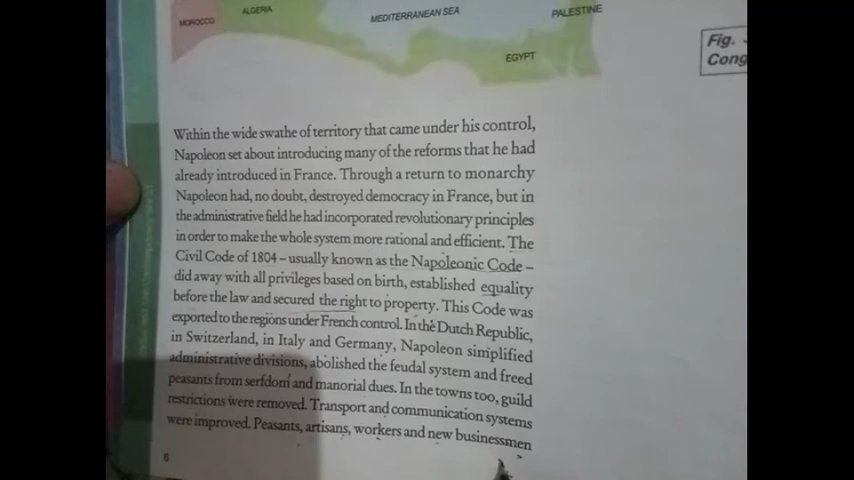 MOROCCO
ALGERIA
MEDITERRANEAN SEA
PALESTINE
EGYPT
Fig.
Cong
Within the wide swathe of territory that came under his control,
Napoleon set about introducing many of the reforms that he had
already introduced in France. Through a return to monarchy
Napoleon had, no doubt, destroyed democracy in France, but in
the administrative field he had incorporated revolutionary principles
in order to make the whole system more rational and efficient. The
Civil Code of 1804 – usually known as the Napoleonic Code –
did away with all privileges based on birth, established equality
before the law and secured the right to property. This Code was
exported to the regions under French control. In the Dutch Republic,
in Switzerland, in Italy and Germany, Napoleon simplified
administrative divisions, abolished the feudal system and freed
peasants from serfdom and manorial dues. In the towns too, guild
restrictions were removed. Transport and communication systems
were improved. Peasants, artisans, workers and new businessmen
6